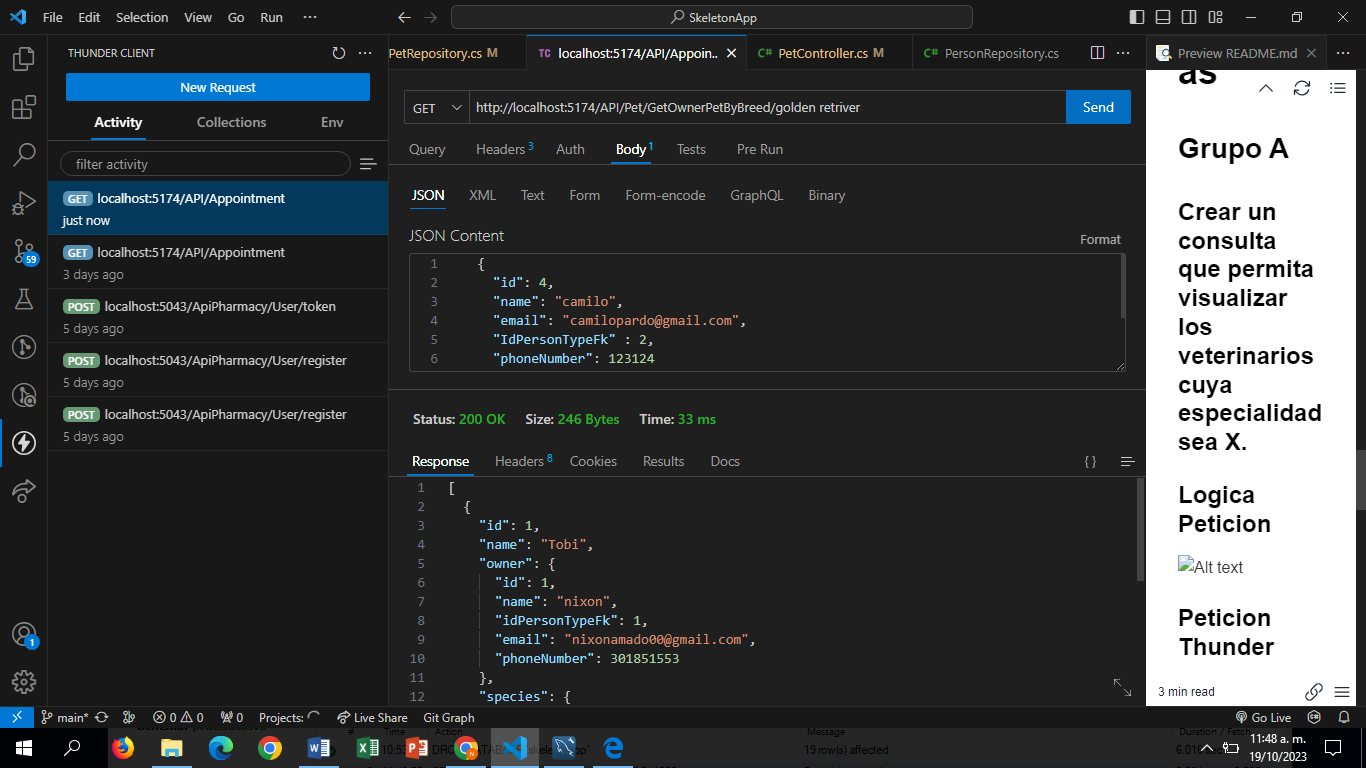 File Edit Selection View Go Run ··· SkeletonApp
THUNDER CLIENT
New Request
Activity Collections Env
filter activity
GET localhost:5174/API/Appointment
just now
GET localhost:5174/API/Appointment
3 days ago
POST localhost:5043/ApiPharmacy/User/token
5 days ago
POST localhost:5043/ApiPharmacy/User/register
5 days ago
POST localhost:5043/ApiPharmacy/User/register
5 days ago
59
1
PetRepository.cs M TC localhost:5174/API/Appoin.. PetController.cs M PersonRepository.cs
GET http://localhost:5174/API/Pet/GetOwnerPetByBreed/golden retriver Send
Query Headers 3 Auth Body 1 Tests Pre Run
JSON XML Text Form Form-encode GraphQL Binary
JSON Content Format
1 {
2 "id": 4,
3 "name": "camilo",
4 "email": "camilopardo@gmail.com",
5 "IdPersonTypeFk" : 2,
6 "phoneNumber": 123124
Status: 200 OK Size: 246 Bytes Time: 33 ms
Response Headers 8 Cookies Results Docs { }
1 [
2 {
3 "id": 1,
4 "name": "Tobi",
5 "owner": {
6 "id": 1,
7 "name": "nixon",
8 "idPersonTypeFk": 1,
9 "email": "nixonamado00@gmail.com",
10 "phoneNumber": 301851553
11 },
12 "species": {
Preview README.md
as
Grupo A
Crear un
consulta
que permita
visualizar
los
veterinarios
cuya
especialidad
sea X.
Logica
Peticion
Alt text
Peticion
Thunder
3 min read
main* 0 0 0 Projects: Live Share Git Graph Go Live
# Time Action Message Duration / Fetch
19 row(s) affected
11:48 a. m.
19/10/2023